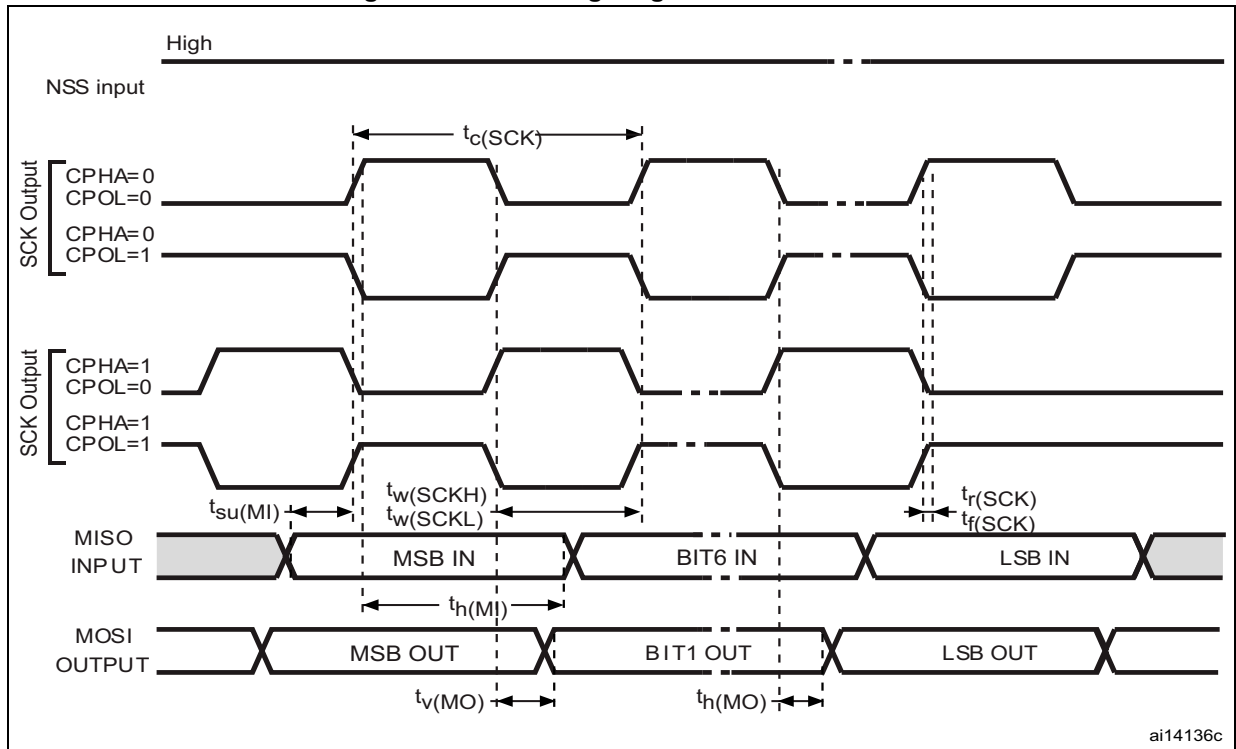 High
NSS input
tc(SCK)
SCK Output
CPHA=0
CPOL=0
CPHA=0
CPOL=1
SCK Output
CPHA=1
CPOL=0
CPHA=1
CPOL=1
tsu(MI)
tw(SCKH)
tw(SCKL)
tr(SCK)
tf(SCK)
MISO
INPUT
MSB IN
BIT6 IN
LSB IN
th(MI)
MOSI
OUTPUT
MSB OUT
BIT1 OUT
LSB OUT
tv(MO)
th(MO)
ai14136c